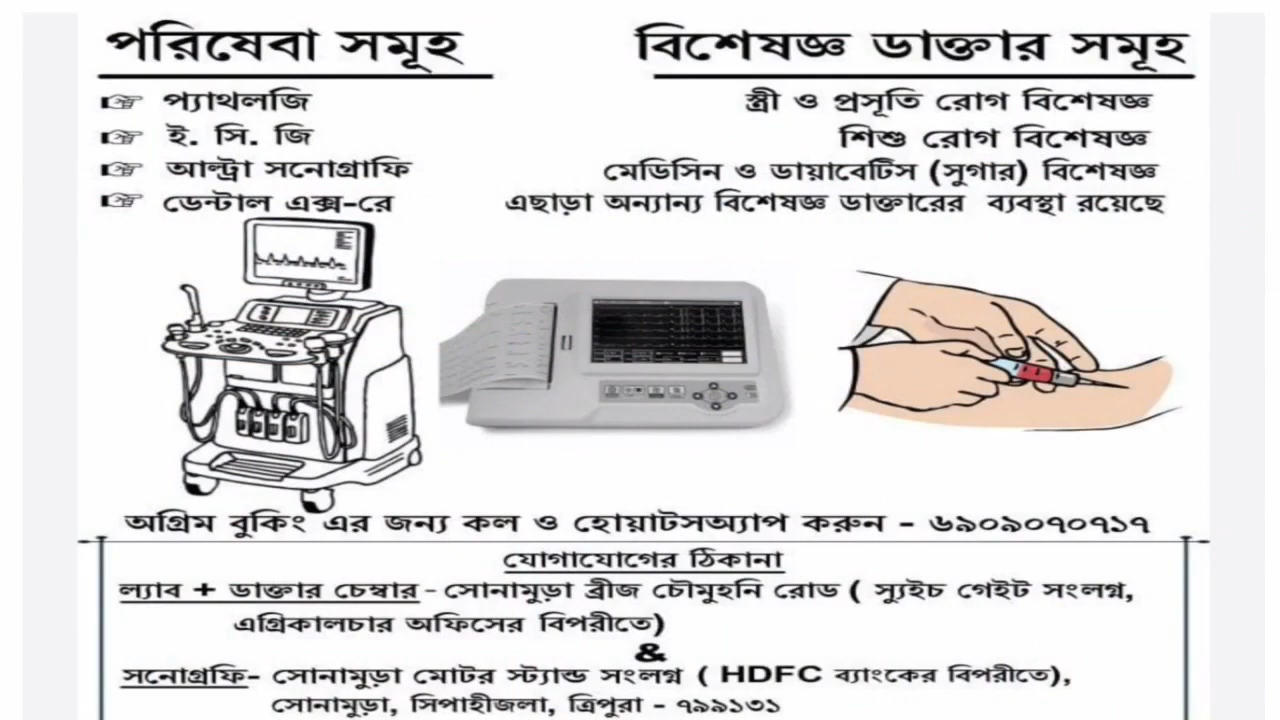 পরিষেবা সমূহ
প্যাথলজি
ই. সি. জি
আল্ট্রা সনোগ্রাফি
ডেন্টাল এক্স-রে
বিশেষজ্ঞ ডাক্তার সমূহ
স্ত্রী ও প্রসূতি রোগ বিশেষজ্ঞ
শিশু রোগ বিশেষজ্ঞ
মেডিসিন ও ডায়াবেটিস (সুগার) বিশেষজ্ঞ
এছাড়া অন্যান্য বিশেষজ্ঞ ডাক্তারের ব্যবস্থা রয়েছে
অগ্রিম বুকিং এর জন্য কল ও হোয়াটসঅ্যাপ করুন - ৬৯০৯০৭০৭১৭
যোগাযোগের ঠিকানা
ল্যাব + ডাক্তার চেম্বার - সোনামুড়া ব্রীজ চৌমুহনি রোড ( স্যুইচ গেইট সংলগ্ন,
এগ্রিকালচার অফিসের বিপরীতে)
&
সনোগ্রফি- সোনামুড়া মোটর স্ট্যান্ড সংলগ্ন ( HDFC ব্যাংকের বিপরীতে),
সোনামুড়া, সিপাহীজলা, ত্রিপুরা - ৭৯৯১৩১